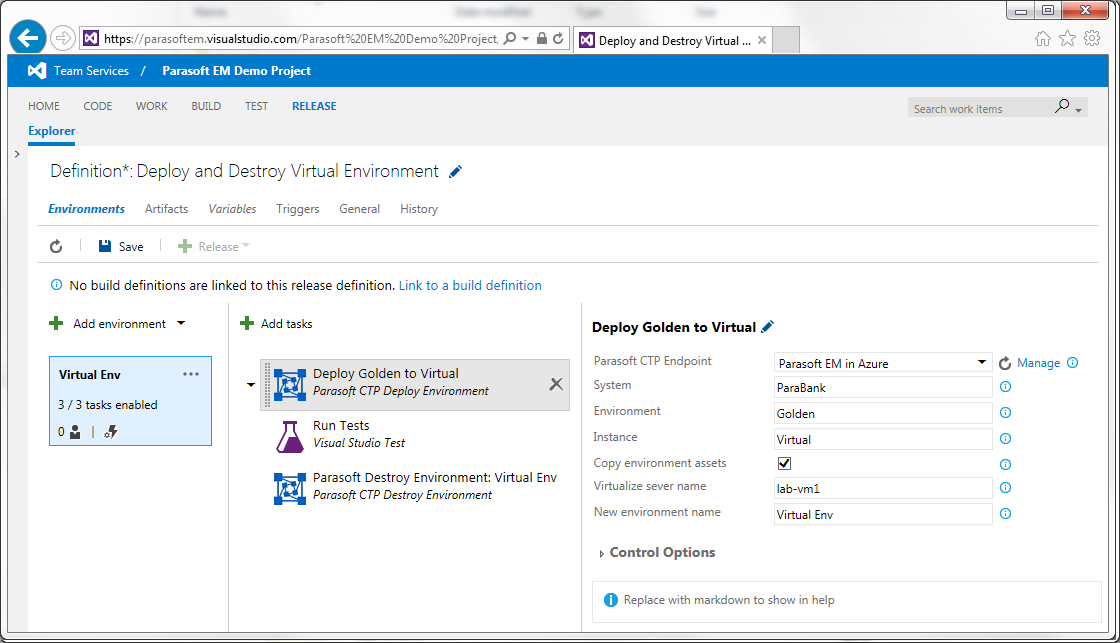 Name Date modified Type Size
https://parasoftem.visualstudio.com/Parasoft%20EM%20Demo%20Project,
Deploy and Destroy Virtual ...
Team Services / Parasoft EM Demo Project
HOME CODE WORK BUILD TEST RELEASE
Search work items
Explorer
Definition*: Deploy and Destroy Virtual Environment
Environments Artifacts Variables Triggers General History
Save Release
No build definitions are linked to this release definition. Link to a build definition
Add environment
Virtual Env ...
3 / 3 tasks enabled
0 |
Add tasks
Deploy Golden to Virtual
Parasoft CTP Deploy Environment
Run Tests
Visual Studio Test
Parasoft Destroy Environment: Virtual Env
Parasoft CTP Destroy Environment
Deploy Golden to Virtual
Parasoft CTP Endpoint Parasoft EM in Azure Manage
System ParaBank
Environment Golden
Instance Virtual
Copy environment assets
Virtualize sever name lab-vm1
New environment name Virtual Env
Control Options
Replace with markdown to show in help